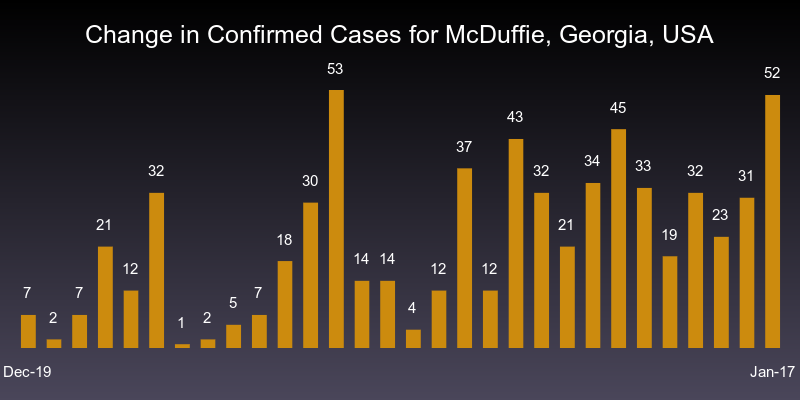 Change in Confirmed Cases for McDuffie, Georgia, USA
7 2 7 21 12 32 1 2 5 7 18 30 53 14 14 4 12 37 12 43 32 21 34 45 33 19 32 23 31 52
Dec-19 Jan-17